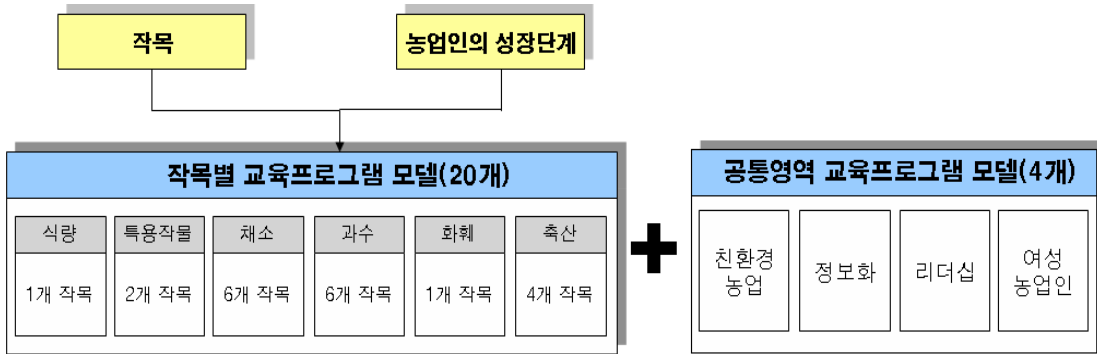 작목
농업인의 성장단계
작목별 교육프로그램 모델(20개)
식량
특용작물
채소
과수
화훼
축산
1개 작목
2개 작목
6개 작목
6개 작목
1개 작목
4개 작목
공통영역 교육프로그램 모델(4개)
친환경
농업
정보화
리더십
여성
농업인